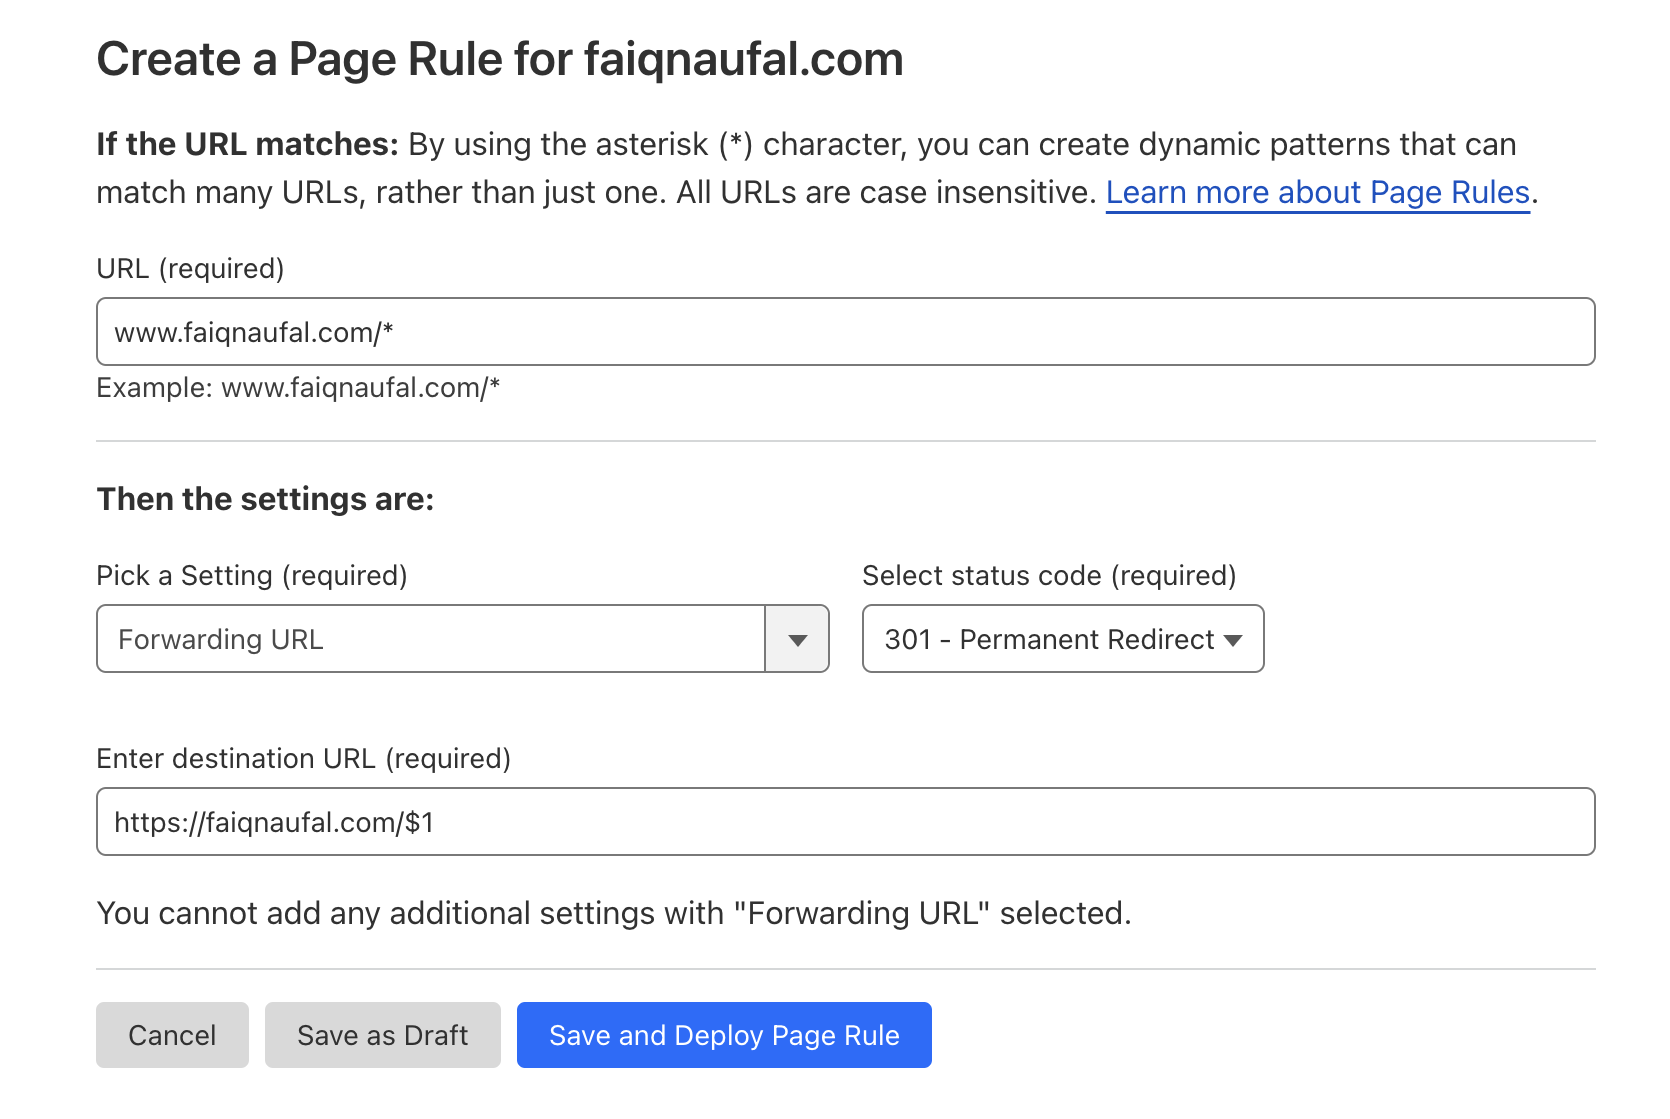 Create a Page Rule for faiqnaufal.com
If the URL matches: By using the asterisk (*) character, you can create dynamic patterns that can
match many URLs, rather than just one. All URLs are case insensitive. Learn more about Page Rules.
URL (required)
www.faiqnaufal.com/*
Example: www.faiqnaufal.com/*
Then the settings are:
Pick a Setting (required)
Select status code (required)
Forwarding URL
301 - Permanent Redirect
Enter destination URL (required)
https://faiqnaufal.com/$1
You cannot add any additional settings with "Forwarding URL" selected.
Cancel
Save as Draft
Save and Deploy Page Rule